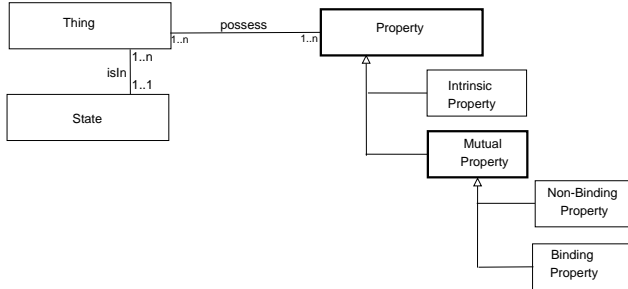 Thing
possess
1..n
1..n
Property
1..n
isIn
1..1
State
Intrinsic
Property
Mutual
Property
Non-Binding
Property
Binding
Property